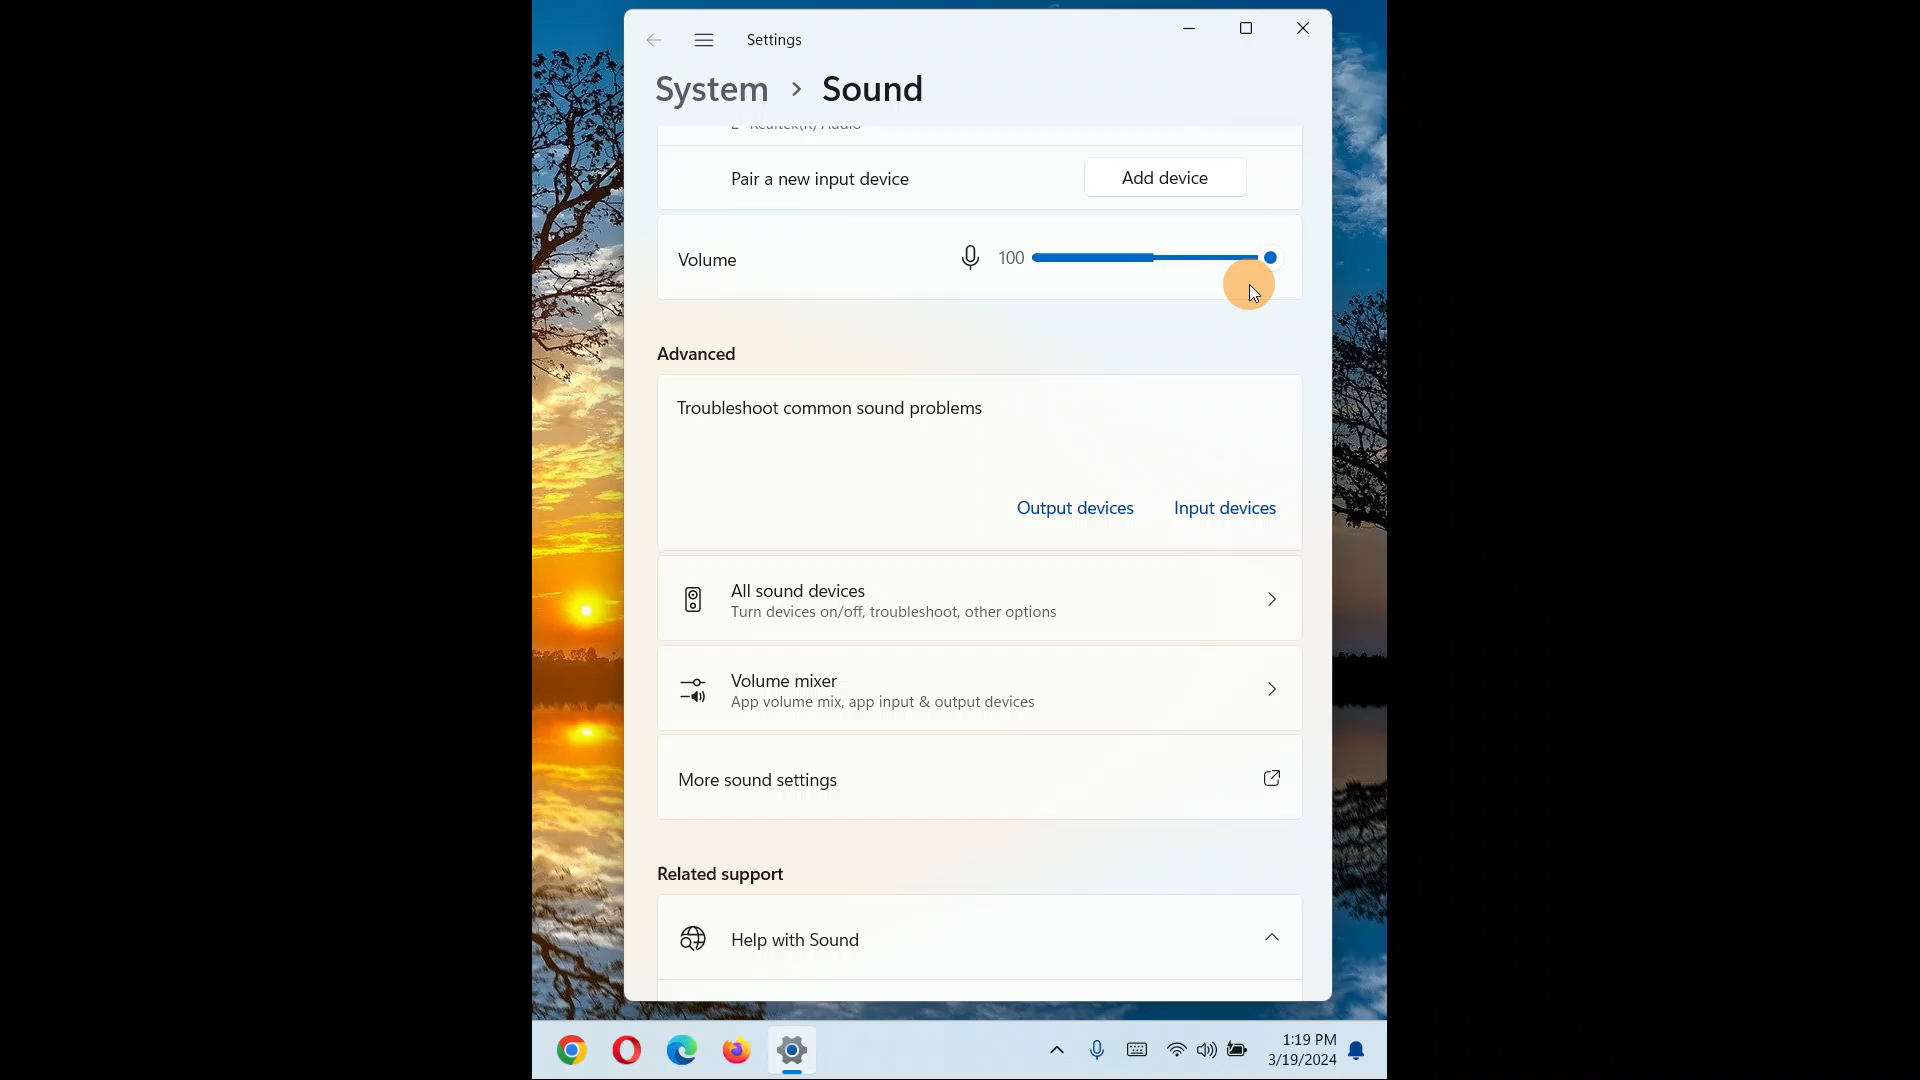 Settings
System > Sound
Pair a new input device
Add device
Volume
100
Advanced
Troubleshoot common sound problems
Output devices
Input devices
All sound devices
Turn devices on/off, troubleshoot, other options
Volume mixer
App volume mix, app input & output devices
More sound settings
Related support
Help with Sound
1:19 PM
3/19/2024